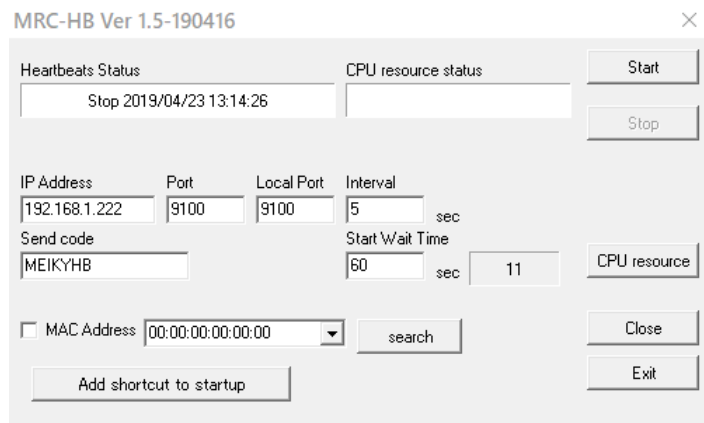 MRC-HB Ver 1.5-190416
Heartbeats Status
CPU resource status
Start
Stop 2019/04/23 13:14:26
Stop
IP Address
Port
Local Port
Interval
192.168.1.222
9100
9100
5
sec
Send code
Start Wait Time
MEIKYHB
60
sec
11
CPU resource
MAC Address
00:00:00:00:00:00
search
Close
Add shortcut to startup
Exit